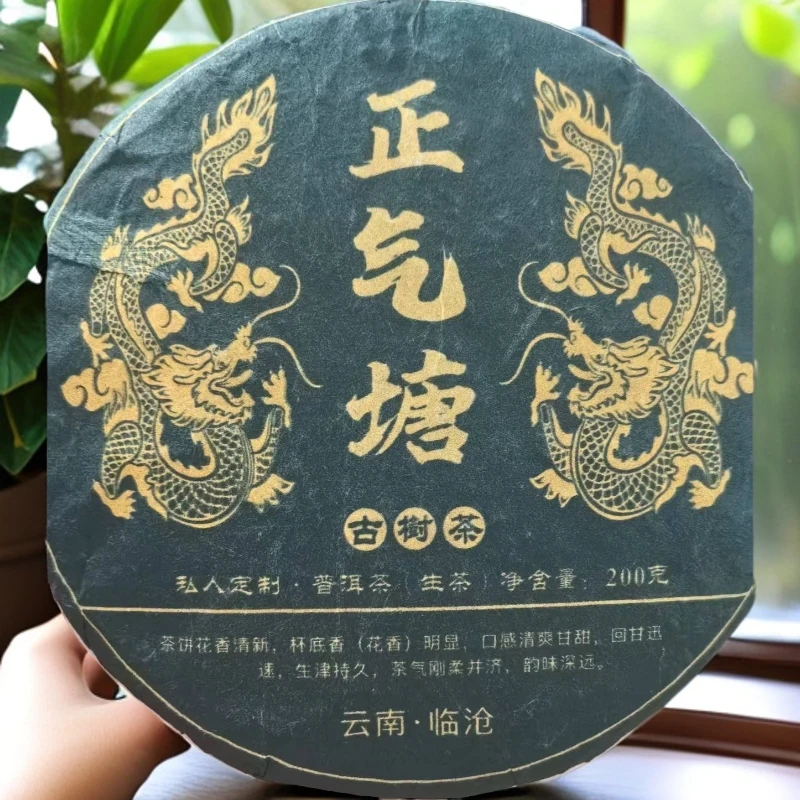 正气塘
古树茶
私人定制·普洱茶（生茶）净含量：200克
茶饼花香清新，杯底香（花香）明显，口感清爽甘甜，回甘迅
速，生津持久，茶气刚柔并济，韵味深远。
云南·临沧